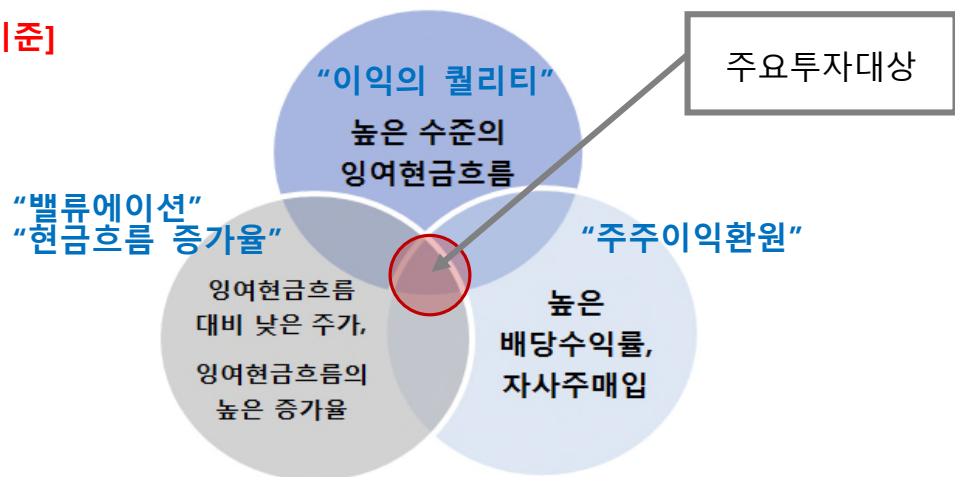 기준]
주요투자대상
“이익의 퀄리티”
높은 수준의
잉여현금흐름
“밸류에이션”
“현금흐름 증가율”
잉여현금흐름
대비 낮은 주가,
잉여현금흐름의
높은 증가율
“주주이익환원”
높은
배당수익률,
자사주매입